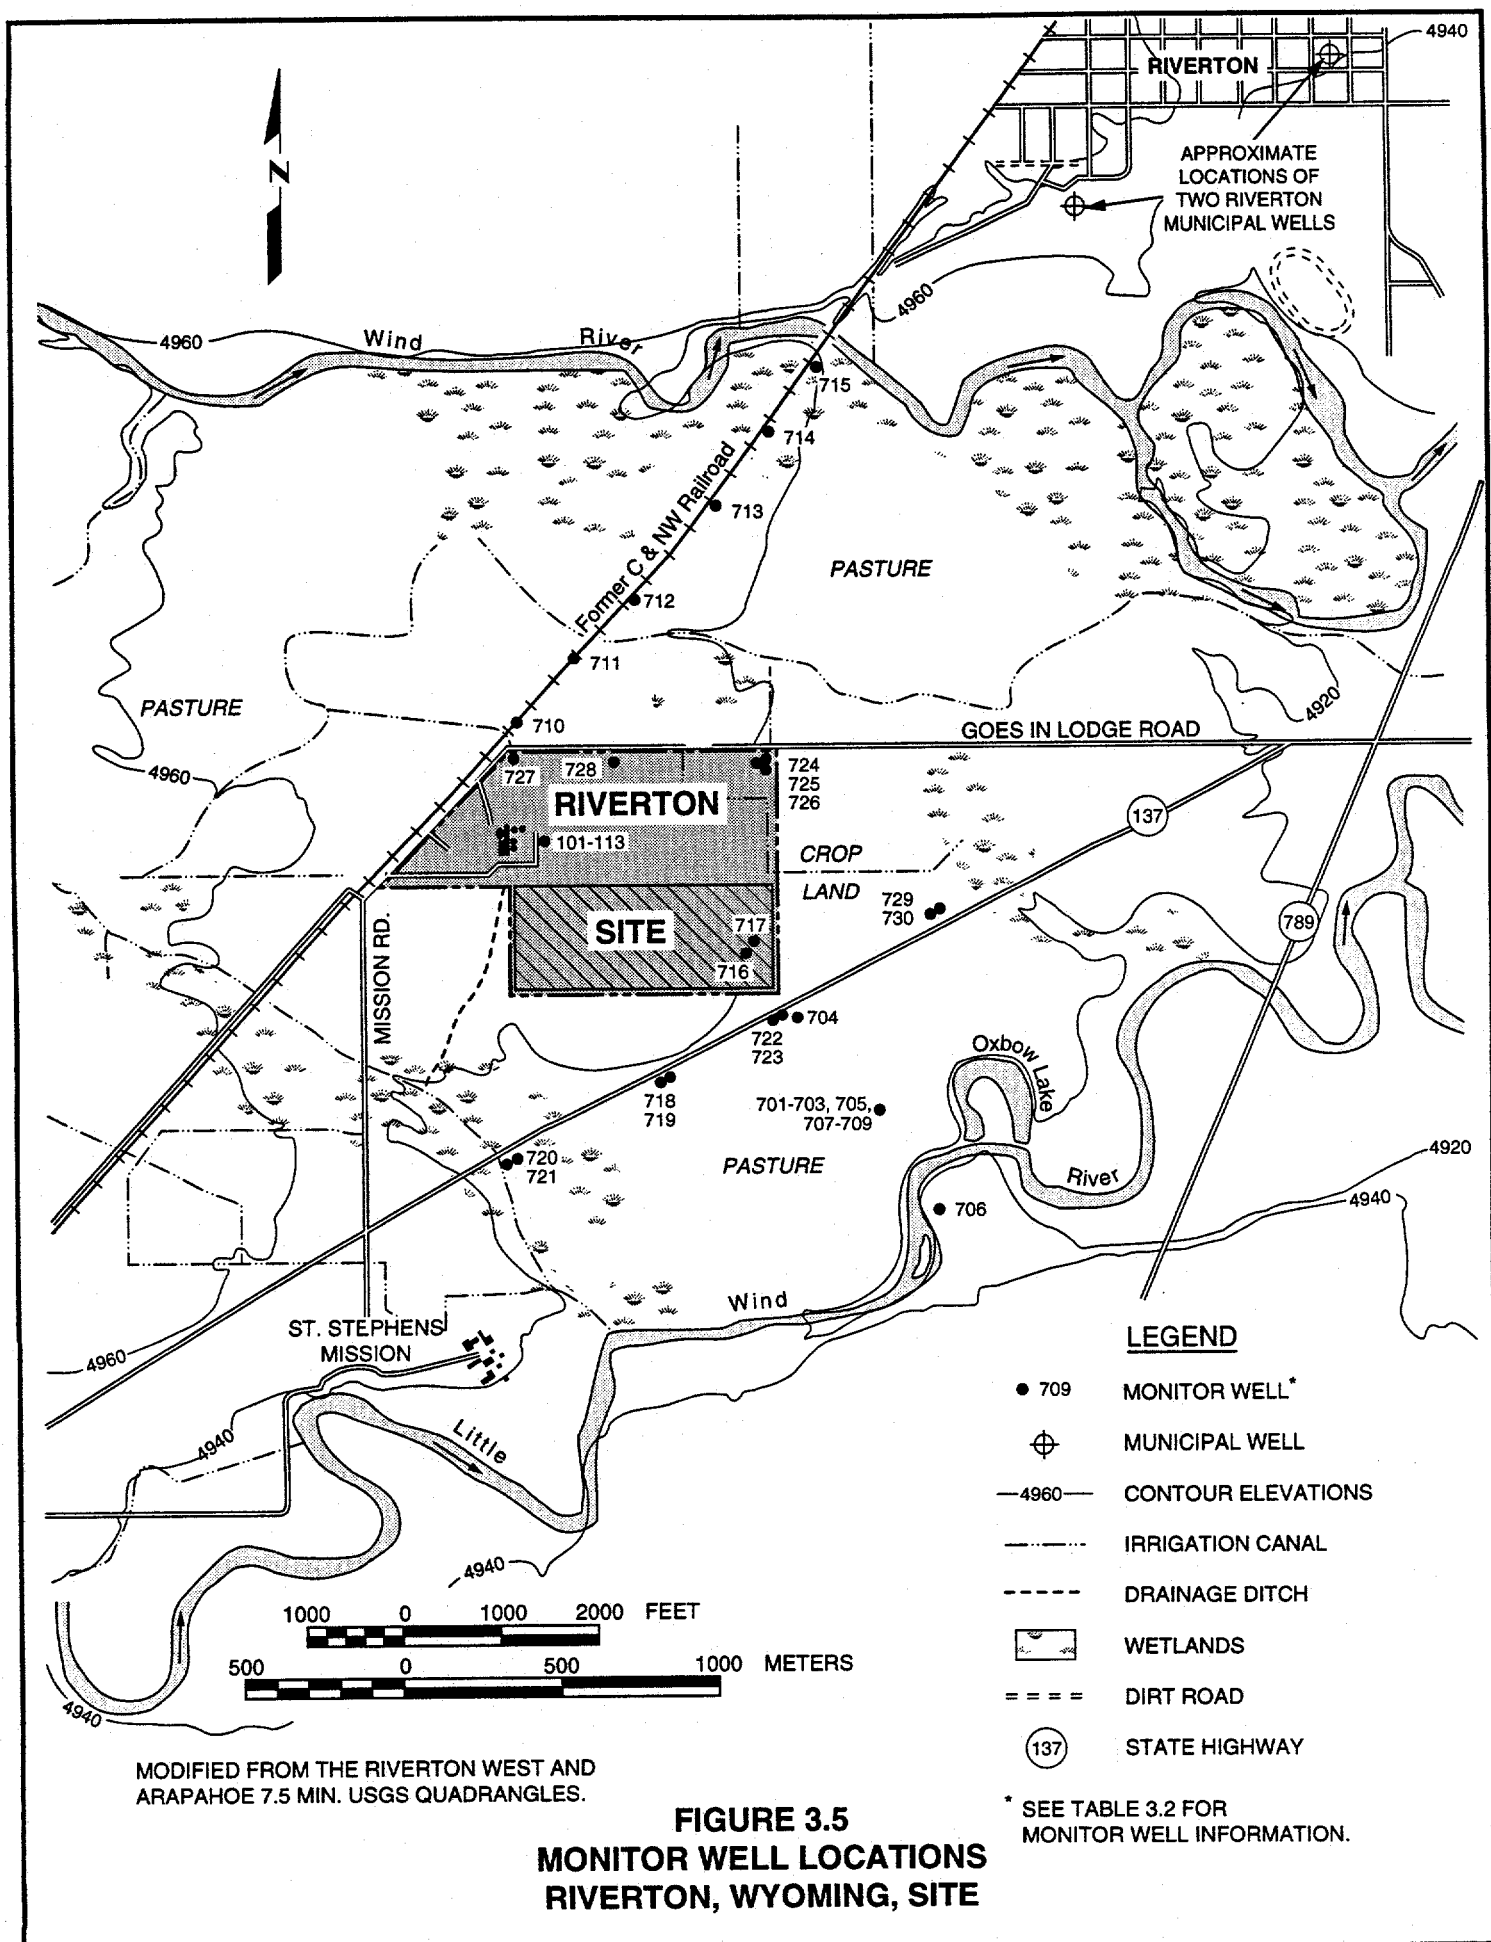 4940
RIVERTON
N
APPROXIMATE
LOCATIONS OF
TWO RIVERTON
MUNICIPAL WELLS
4960
4960
Wind River
715
714
713
Former C & NW Railroad
PASTURE
712
711
PASTURE
4920
710
GOES IN LODGE ROAD
4960
727
728
724
725
726
RIVERTON
137
101-113
CROP
LAND
729
730
789
SITE
717
716
MISSION RD.
704
722
723
Oxbow Lake
718
719
701-703, 705,
707-709
720
721
PASTURE
4920
River
4940
706
Wind
ST. STEPHENS
MISSION
4960
4940
Little
4940
4940
LEGEND
709 MONITOR WELL*
MUNICIPAL WELL
4960 CONTOUR ELEVATIONS
IRRIGATION CANAL
DRAINAGE DITCH
WETLANDS
DIRT ROAD
137 STATE HIGHWAY
* SEE TABLE 3.2 FOR
MONITOR WELL INFORMATION.
1000 0 1000 2000 FEET
500 0 500 1000 METERS
MODIFIED FROM THE RIVERTON WEST AND
ARAPAHOE 7.5 MIN. USGS QUADRANGLES.
FIGURE 3.5
MONITOR WELL LOCATIONS
RIVERTON, WYOMING, SITE